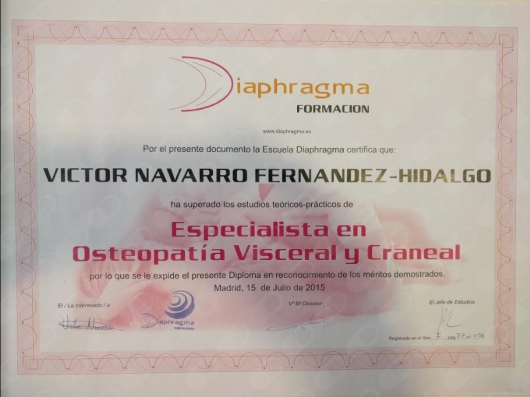 Diaphragma
FORMACION
www.diaphragma.es
Por el presente documento la Escuela Diaphragma certifica que:
VICTOR NAVARRO FERNANDEZ-HIDALGO
ha superado los estudios teóricos-prácticos de
Especialista en
Osteopatía Visceral y Craneal
por lo que se le expide el presente Diploma en reconocimiento de los méritos demostrados.
Madrid, 15 de Julio de 2015
El / La Interesado / a
Vº Bº Director
El Jefe de Estudios
Diaphragma
FORMACION
Registrado en el libro